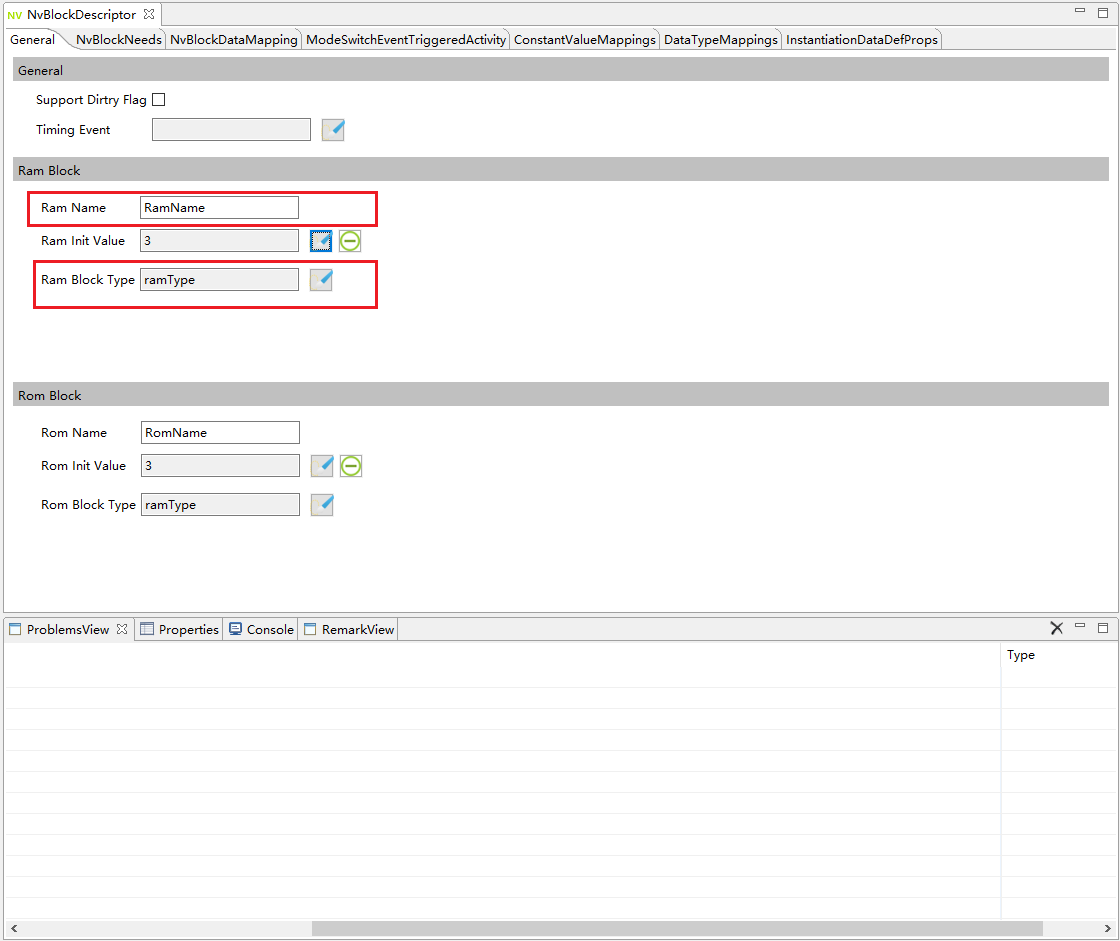 NV NvBlockDescriptor
General NvBlockNeeds NvBlockDataMapping ModeSwitchEventTriggeredActivity ConstantValueMappings DataTypeMappings InstantiationDataDefProps
General
Support Dirtry Flag
Timing Event
Ram Block
Ram Name RamName
Ram Init Value 3
Ram Block Type ramType
Rom Block
Rom Name RomName
Rom Init Value 3
Rom Block Type ramType
ProblemsView Properties Console RemarkView
Type